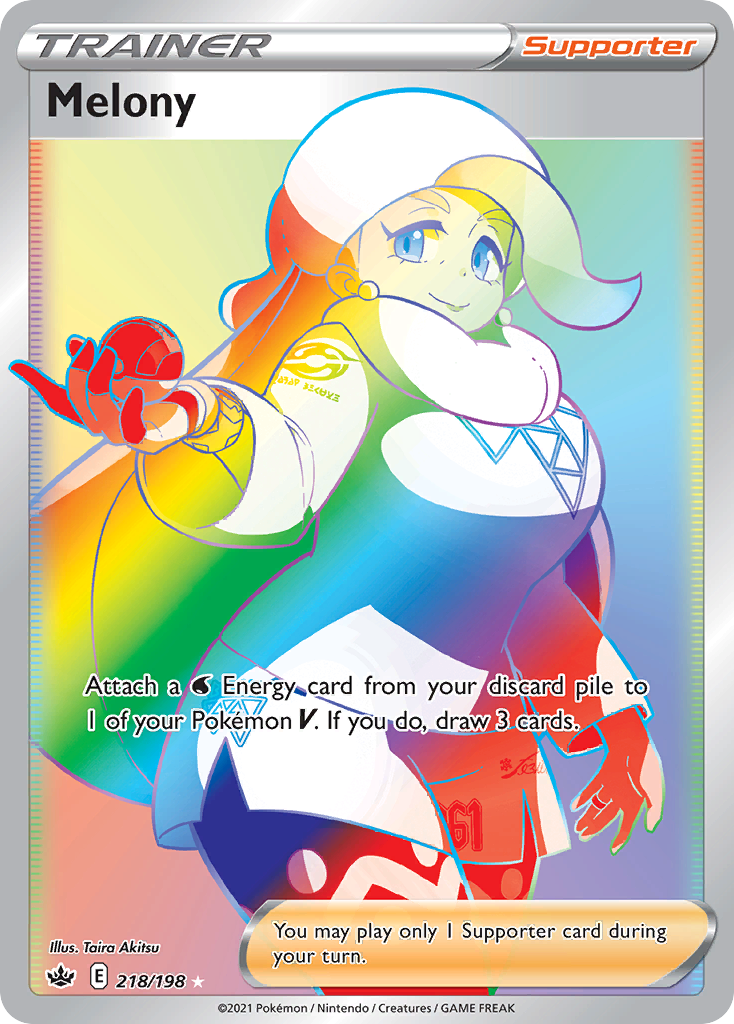 TRAINER Supporter
Melony
Attach a Energy card from your discard pile to
1 of your Pokémon V. If you do, draw 3 cards.
061
You may play only 1 Supporter card during
your turn.
Illus. Taira Akitsu
E 218/198
©2021 Pokémon / Nintendo / Creatures / GAME FREAK